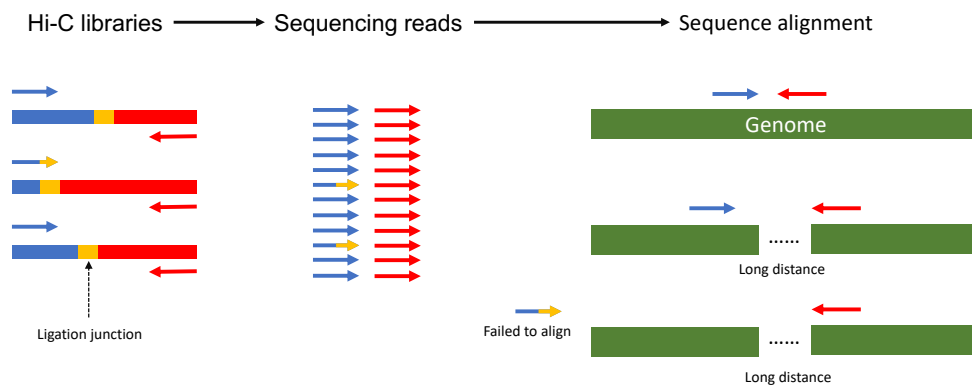 Hi-C libraries
Sequencing reads
Sequence alignment
Genome
......
Long distance
Ligation junction
Failed to align
......
Long distance